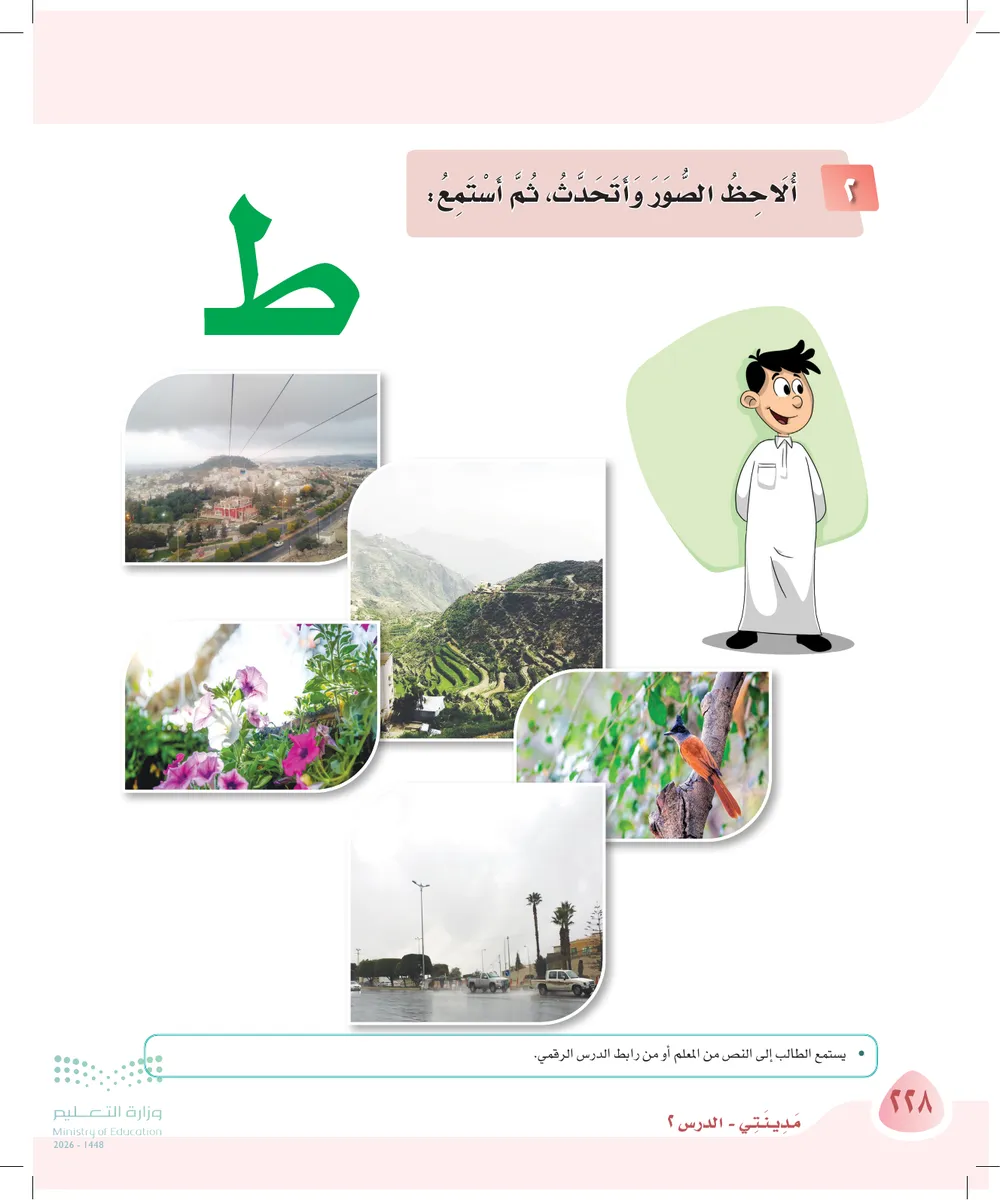 ٢
أُلَاحِظُ الصُّوَرَ وَأَتَحَدَّثُ، ثُمَّ أَسْتَمِعُ:
ط
يستمع الطالب إلى النص من المعلم أو من رابط الدرس الرقمي.
وزارة التعـــليم
Ministry of Education
2026 - 1448
مَدِينَتِي - الدرس ٢
٢٢٨